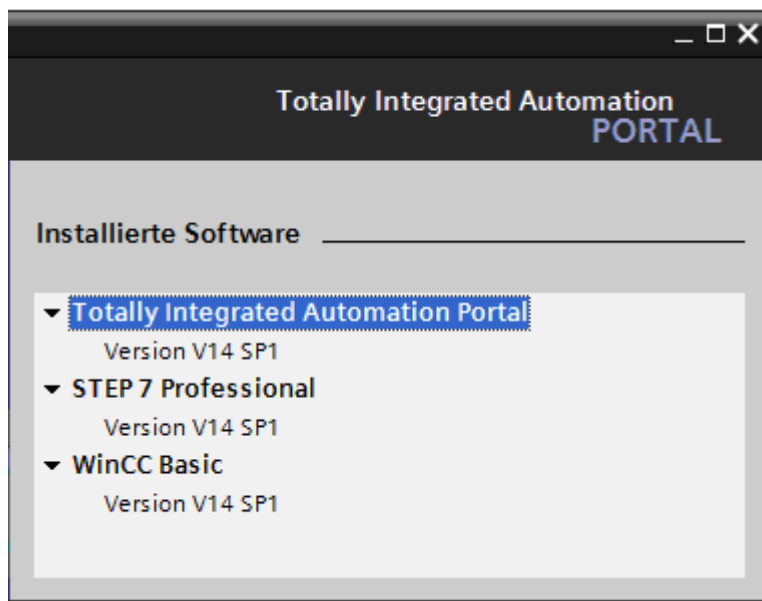 Totally Integrated Automation
PORTAL
Installierte Software
Totally Integrated Automation Portal
Version V14 SP1
STEP 7 Professional
Version V14 SP1
WinCC Basic
Version V14 SP1